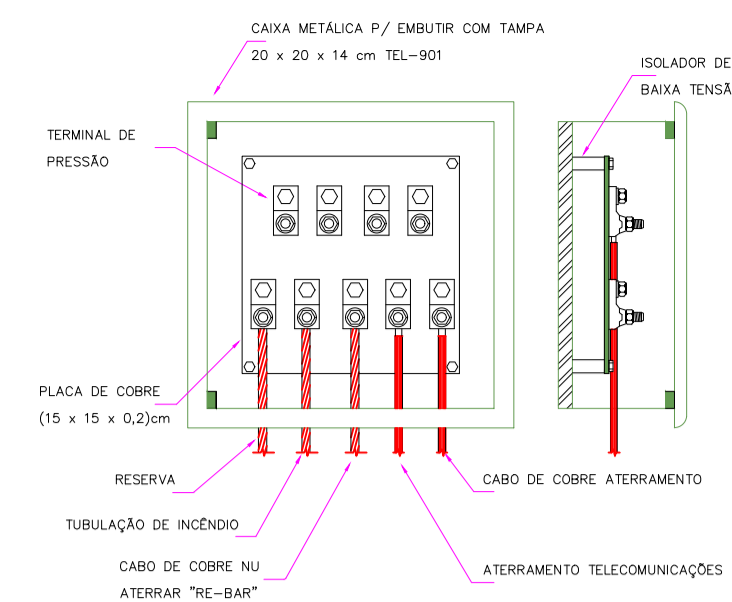 CAIXA METÁLICA P/ EMBUTIR COM TAMPA
20 x 20 x 14 cm TEL-901
ISOLADOR DE
BAIXA TENSÃ
TERMINAL DE
PRESSÃO
PLACA DE COBRE
(15 x 15 x 0,2)cm
RESERVA
CABO DE COBRE ATERRAMENTO
TUBULAÇÃO DE INCÊNDIO
CABO DE COBRE NU
ATERRAR "RE-BAR"
ATERRAMENTO TELECOMUNICAÇÕES